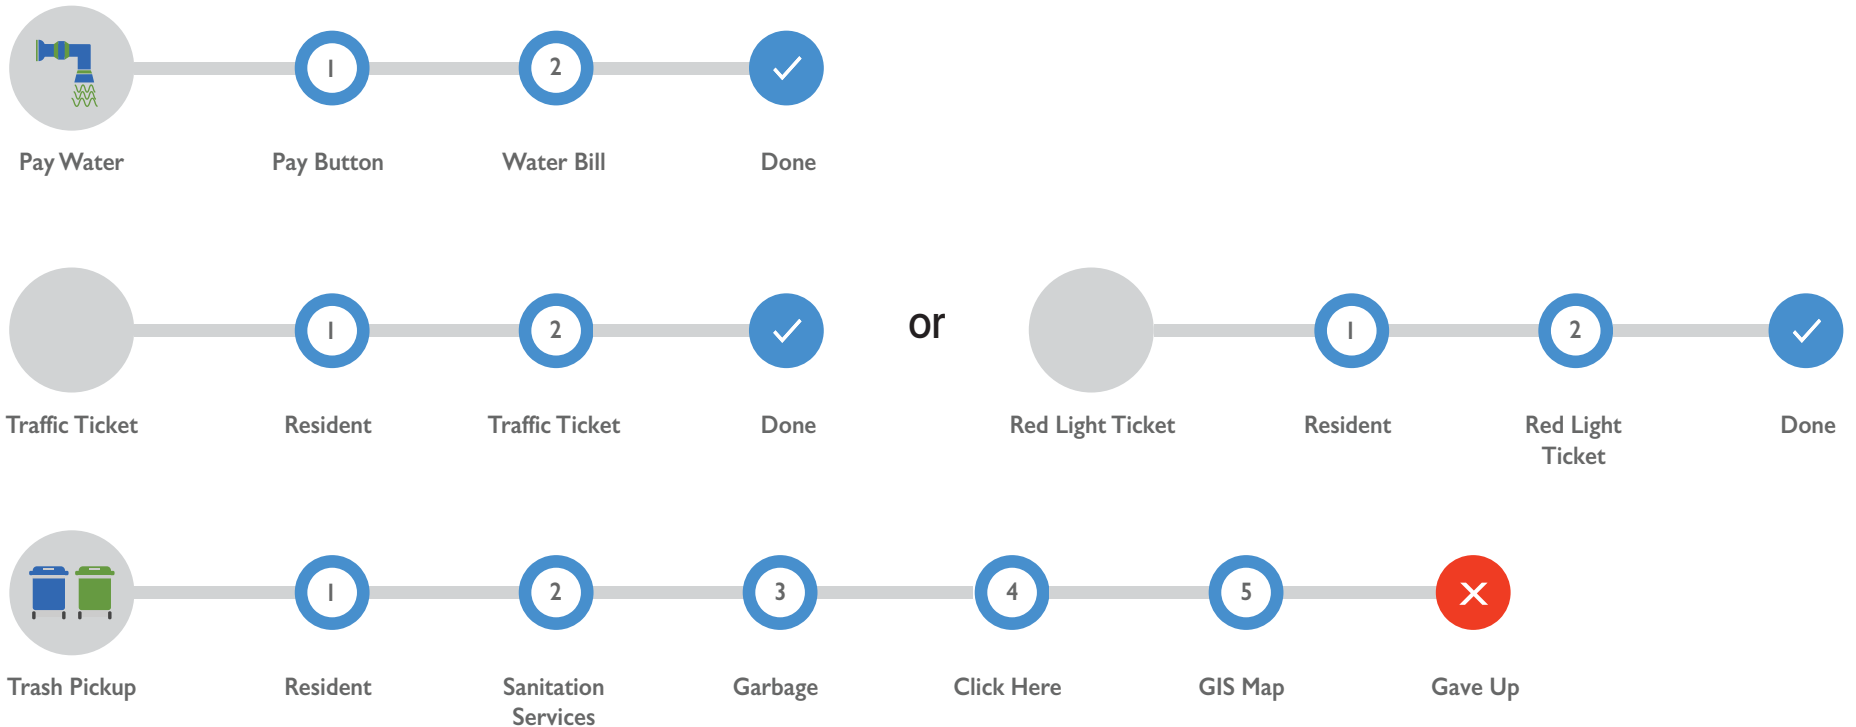 1
2
Pay Water
Pay Button
Water Bill
Done
1
2
or
1
2
Traffic Ticket
Resident
Traffic Ticket
Done
Red Light Ticket
Resident
Red Light
Ticket
Done
1
2
3
4
5
Trash Pickup
Resident
Sanitation
Services
Garbage
Click Here
GIS Map
Gave Up